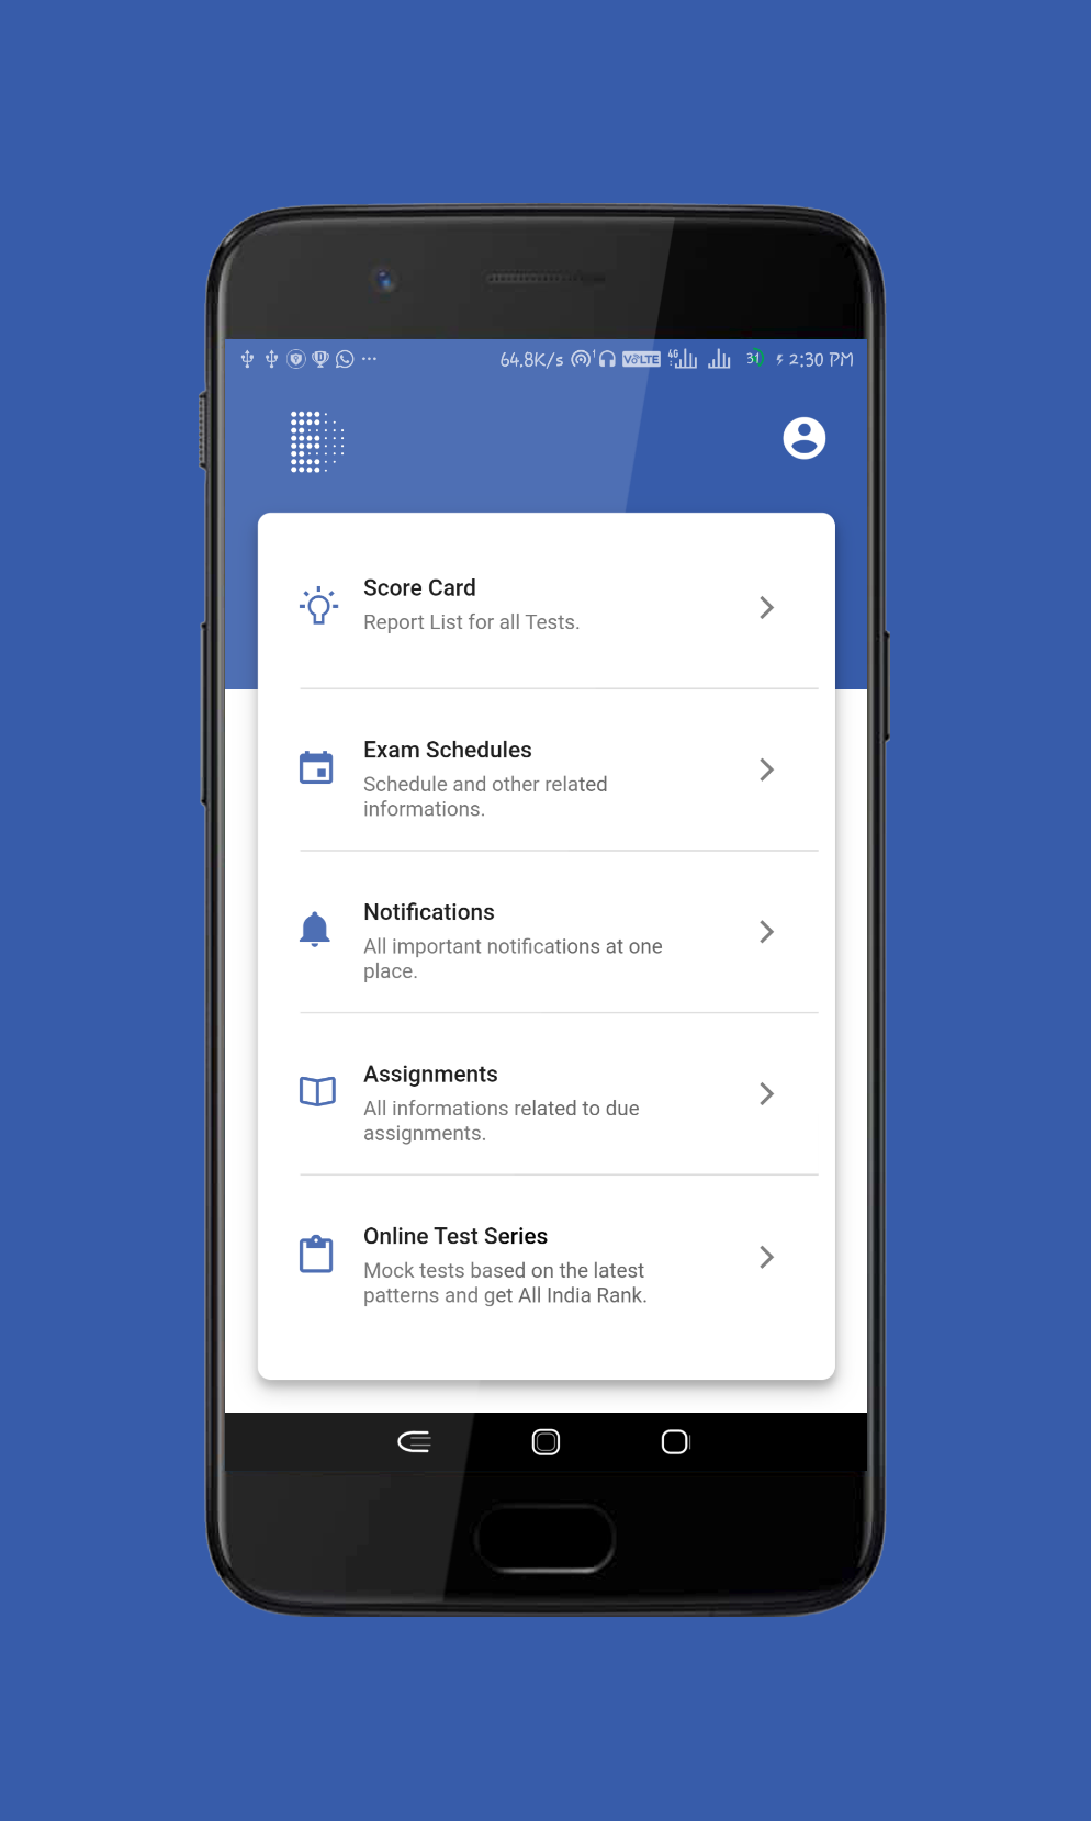 64.8K/s 1 VoLTE 4G 31 2:30 PM
Score Card
Report List for all Tests.
Exam Schedules
Schedule and other related
informations.
Notifications
All important notifications at one
place.
Assignments
All informations related to due
assignments.
Online Test Series
Mock tests based on the latest
patterns and get All India Rank.